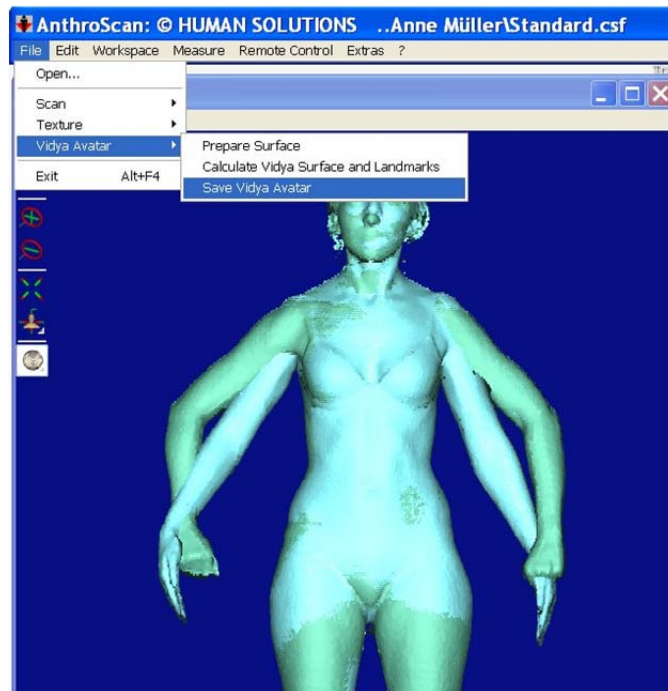 AnthroScan: © HUMAN SOLUTIONS ..Anne Müller\Standard.csf
File Edit Workspace Measure Remote Control Extras ?
Open...
Scan
Texture
Vidya Avatar
Prepare Surface
Calculate Vidya Surface and Landmarks
Save Vidya Avatar
Exit Alt+F4